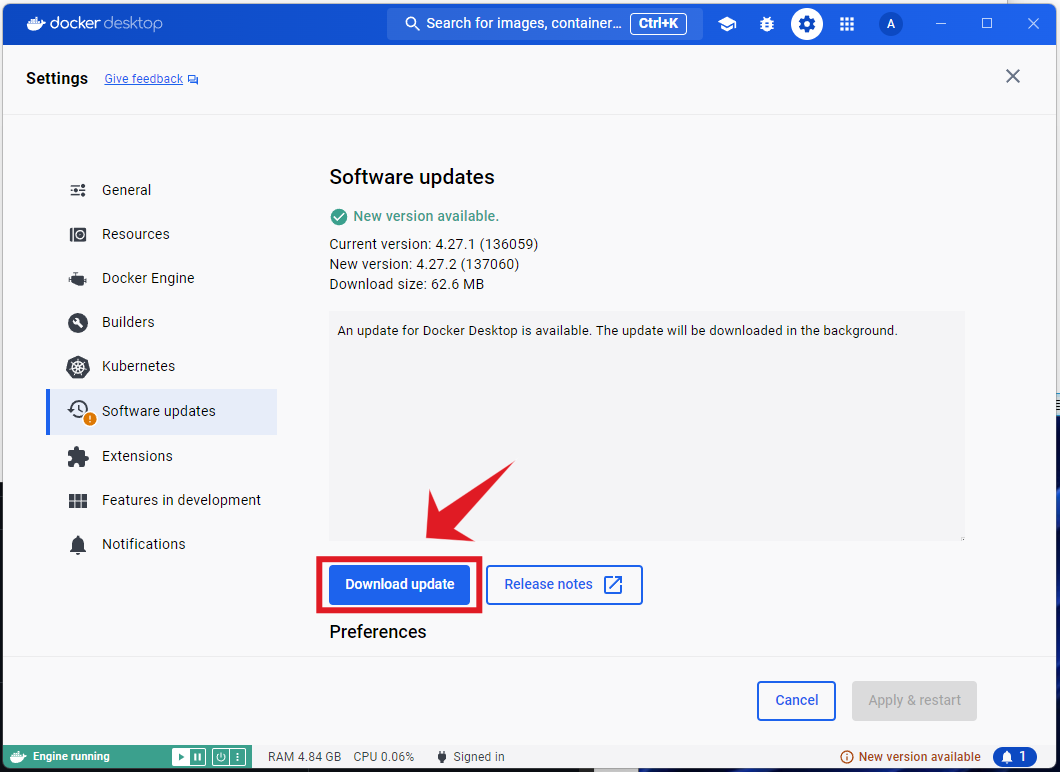 docker desktop
Search for images, container... Ctrl+K
A
Settings Give feedback
General
Resources
Docker Engine
Builders
Kubernetes
Software updates
Extensions
Features in development
Notifications
Software updates
New version available.
Current version: 4.27.1 (136059)
New version: 4.27.2 (137060)
Download size: 62.6 MB
An update for Docker Desktop is available. The update will be downloaded in the background.
Download update Release notes
Preferences
Cancel Apply & restart
Engine running RAM 4.84 GB CPU 0.06% Signed in New version available 1